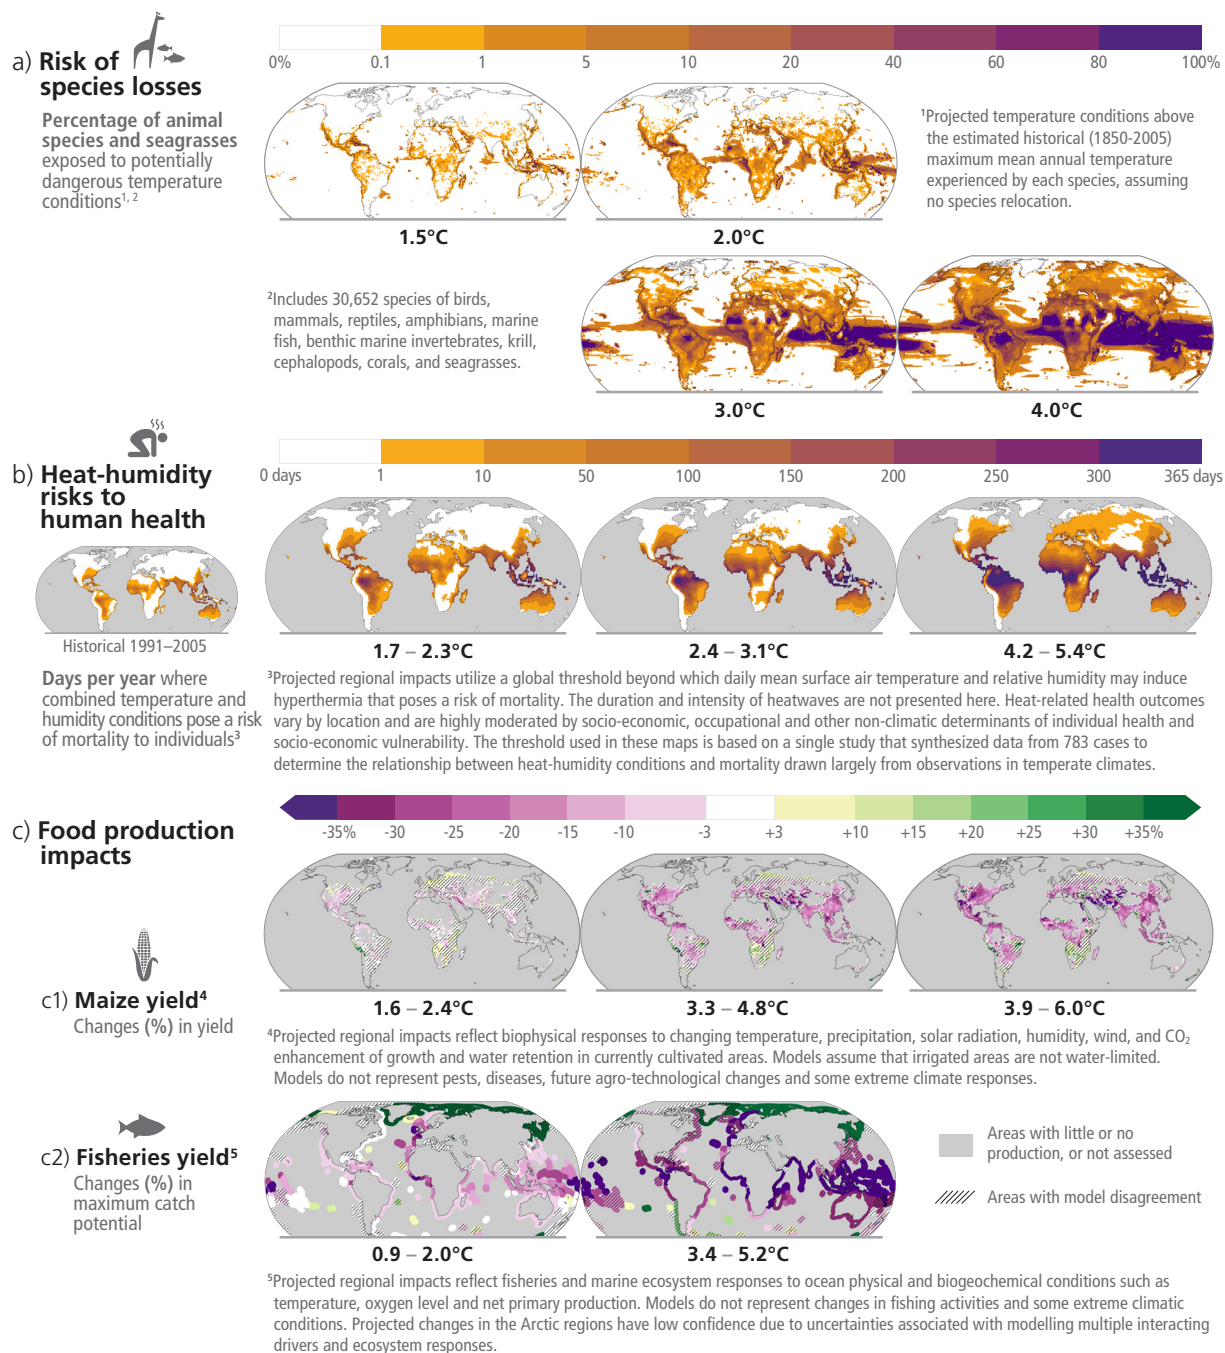 a) Risk of
species losses
Percentage of animal
species and seagrasses
exposed to potentially
dangerous temperature
conditions1, 2
0% 0.1 1 5 10 20 40 60 80 100%
1Projected temperature conditions above
the estimated historical (1850-2005)
maximum mean annual temperature
experienced by each species, assuming
no species relocation.
1.5°C 2.0°C
2Includes 30,652 species of birds,
mammals, reptiles, amphibians, marine
fish, benthic marine invertebrates, krill,
cephalopods, corals, and seagrasses.
3.0°C 4.0°C
b) Heat-humidity
risks to
human health
0 days 1 10 50 100 150 200 250 300 365 days
Historical 1991–2005
1.7 – 2.3°C 2.4 – 3.1°C 4.2 – 5.4°C
Days per year where
combined temperature and
humidity conditions pose a risk
of mortality to individuals3
3Projected regional impacts utilize a global threshold beyond which daily mean surface air temperature and relative humidity may induce
hyperthermia that poses a risk of mortality. The duration and intensity of heatwaves are not presented here. Heat-related health outcomes
vary by location and are highly moderated by socio-economic, occupational and other non-climatic determinants of individual health and
socio-economic vulnerability. The threshold used in these maps is based on a single study that synthesized data from 783 cases to
determine the relationship between heat-humidity conditions and mortality drawn largely from observations in temperate climates.
c) Food production
impacts
-35% -30 -25 -20 -15 -10 -3 +3 +10 +15 +20 +25 +30 +35%
c1) Maize yield4
Changes (%) in yield
1.6 – 2.4°C 3.3 – 4.8°C 3.9 – 6.0°C
4Projected regional impacts reflect biophysical responses to changing temperature, precipitation, solar radiation, humidity, wind, and CO2
enhancement of growth and water retention in currently cultivated areas. Models assume that irrigated areas are not water-limited.
Models do not represent pests, diseases, future agro-technological changes and some extreme climate responses.
c2) Fisheries yield5
Changes (%) in
maximum catch
potential
Areas with little or no
production, or not assessed
Areas with model disagreement
0.9 – 2.0°C 3.4 – 5.2°C
5Projected regional impacts reflect fisheries and marine ecosystem responses to ocean physical and biogeochemical conditions such as
temperature, oxygen level and net primary production. Models do not represent changes in fishing activities and some extreme climatic
conditions. Projected changes in the Arctic regions have low confidence due to uncertainties associated with modelling multiple interacting
drivers and ecosystem responses.